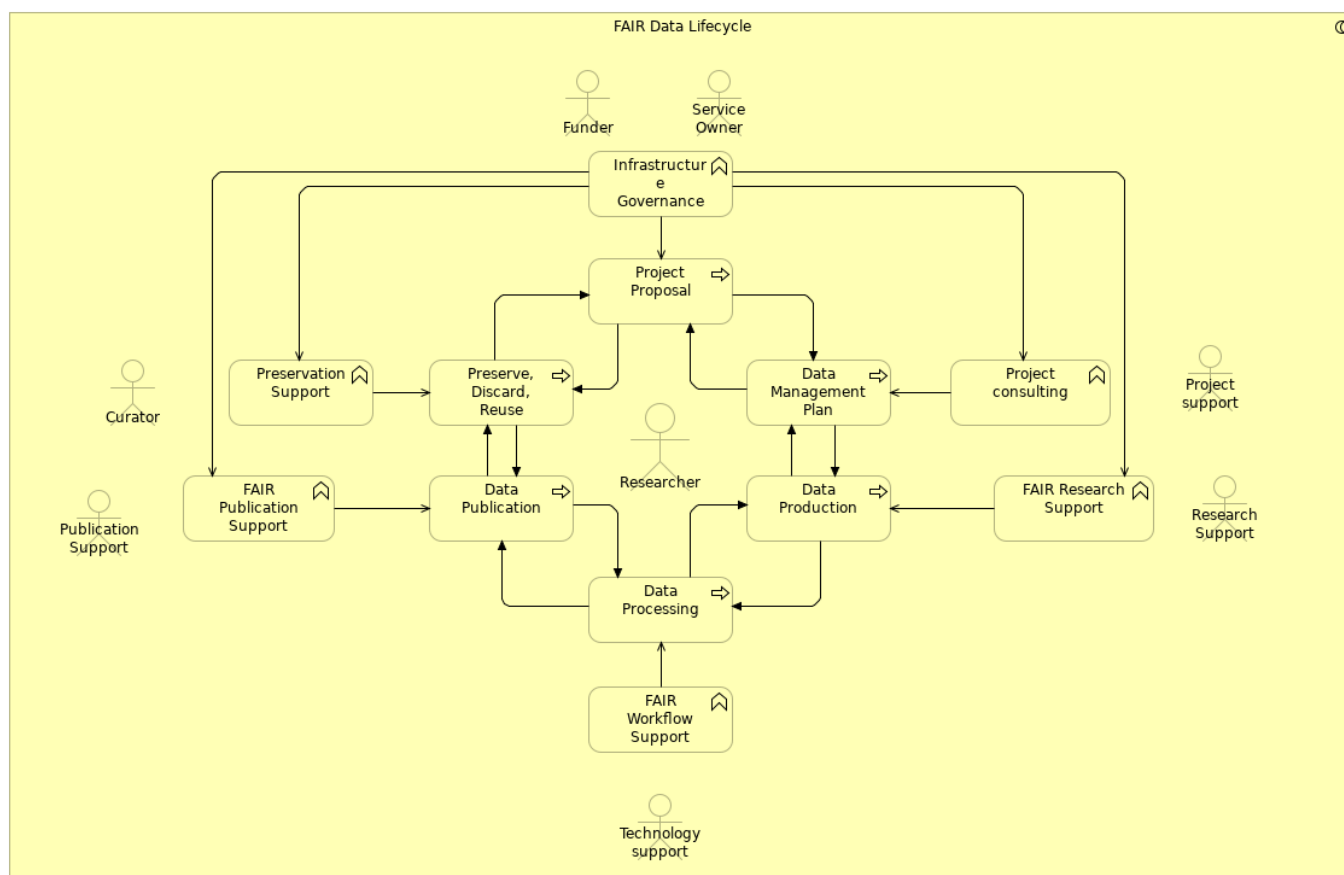 FAIR Data Lifecycle
Funder
Service
Owner
Infrastructur
e
Governance
Project
Proposal
Curator
Preservation
Support
Preserve,
Discard,
Reuse
Data
Management
Plan
Project
consulting
Project
support
Researcher
Publication
Support
FAIR
Publication
Support
Data
Publication
Data
Production
FAIR Research
Support
Research
Support
Data
Processing
FAIR
Workflow
Support
Technology
support